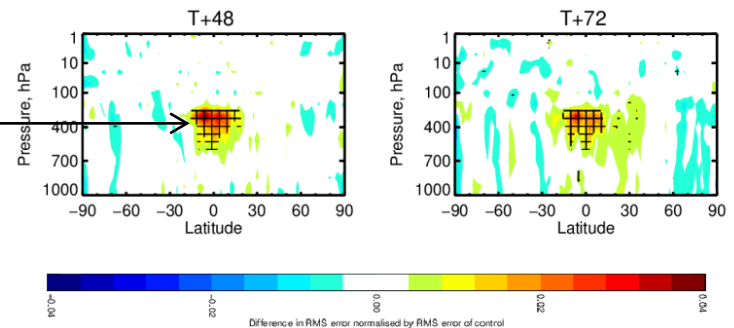 T+48
T+72
Pressure, hPa
1
10
100
400
700
1000
-90 -60 -30 0 30 60 90
Latitude
Pressure, hPa
1
10
100
400
700
1000
-90 -60 -30 0 30 60 90
Latitude
-0.04 -0.02 0.00 0.02 0.04
Difference in RMS error normalised by RMS error of control